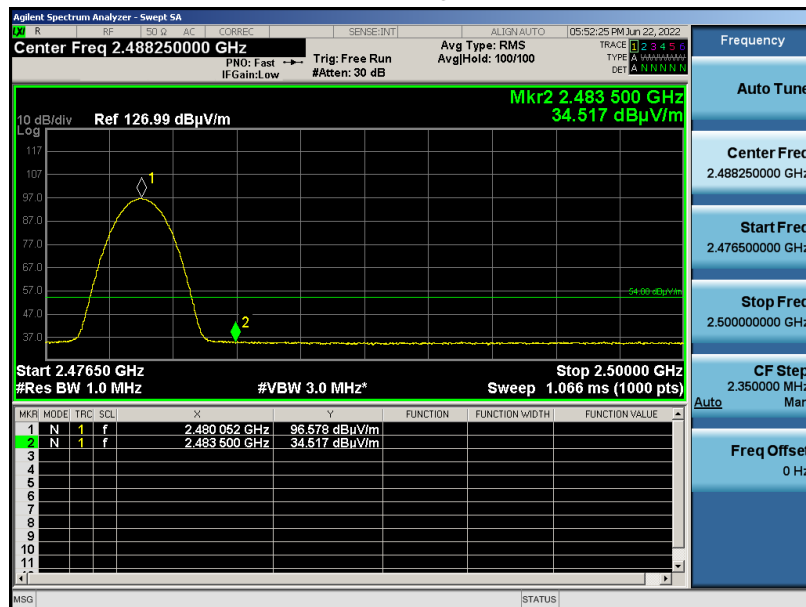 Agilent Spectrum Analyzer - Swept SA
LXI R RF 50 Ω AC CORREC SENSE:INT ALIGN AUTO 05:52:25 PM Jun 22, 2022
Center Freq 2.488250000 GHz
PNO: Fast
IFGain:Low
Trig: Free Run
#Atten: 30 dB
Avg Type: RMS
Avg|Hold: 100/100
TRACE 1 2 3 4 5 6
TYPE A WWWWW
DET A N N N N N
Mkr2 2.483 500 GHz
34.517 dBµV/m
10 dB/div Ref 126.99 dBµV/m
Log
117
107
97.0
87.0
77.0
67.0
57.0
47.0
37.0
1
2
54.00 dBµV/m
Start 2.47650 GHz Stop 2.50000 GHz
#Res BW 1.0 MHz #VBW 3.0 MHz* Sweep 1.066 ms (1000 pts)
MKR MODE TRC SCL X Y FUNCTION FUNCTION WIDTH FUNCTION VALUE
1 N 1 f 2.480 052 GHz 96.578 dBµV/m
2 N 1 f 2.483 500 GHz 34.517 dBµV/m
3
4
5
6
7
8
9
10
11
MSG STATUS
Frequency
Auto Tune
Center Freq
2.488250000 GHz
Start Freq
2.476500000 GHz
Stop Freq
2.500000000 GHz
CF Step
2.350000 MHz
Auto Man
Freq Offset
0 Hz